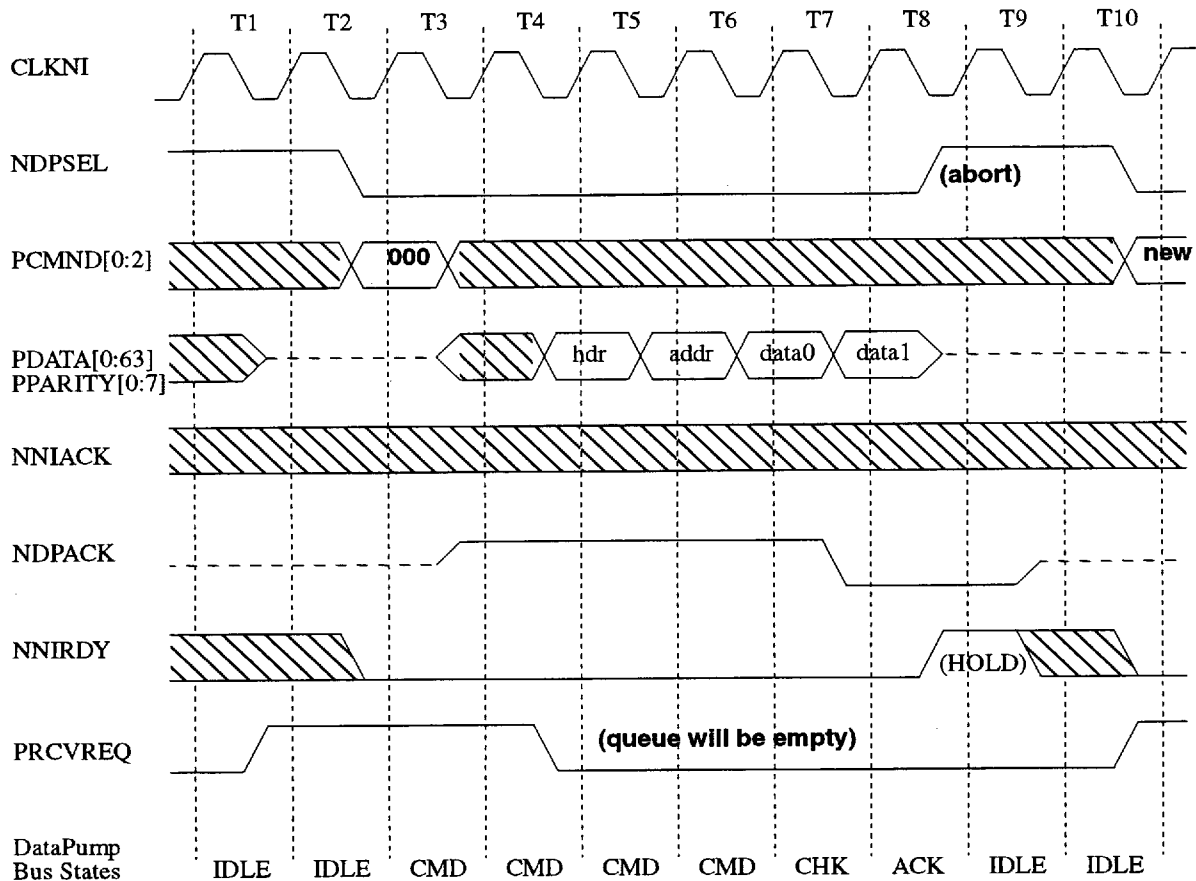 T1 T2 T3 T4 T5 T6 T7 T8 T9 T10
CLKNI
NDPSEL
(abort)
PCMND[0:2]
000
new
PDATA[0:63]
PPARITY[0:7]
hdr addr data0 data1
NNIACK
NDPACK
NNIRDY
(HOLD)
PRCVREQ
(queue will be empty)
DataPump
Bus States
IDLE IDLE CMD CMD CMD CMD CHK ACK IDLE IDLE